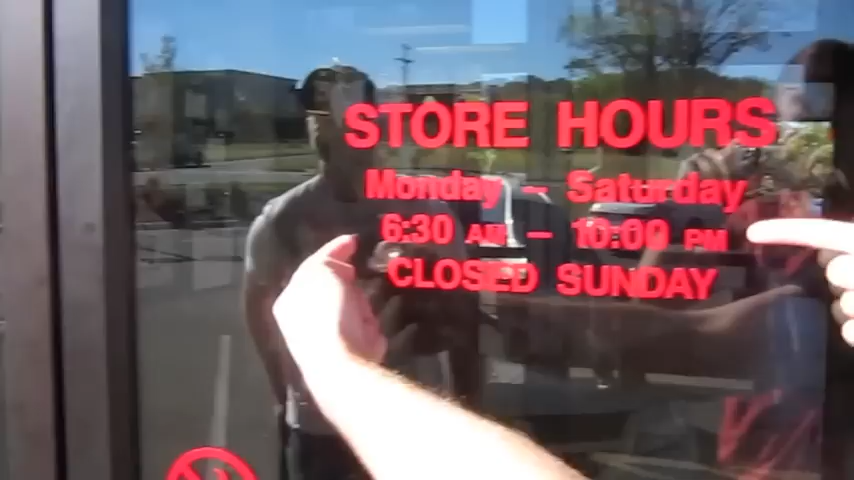 STORE HOURS
Monday - Saturday
6:30 AM - 10:00 PM
CLOSED SUNDAY